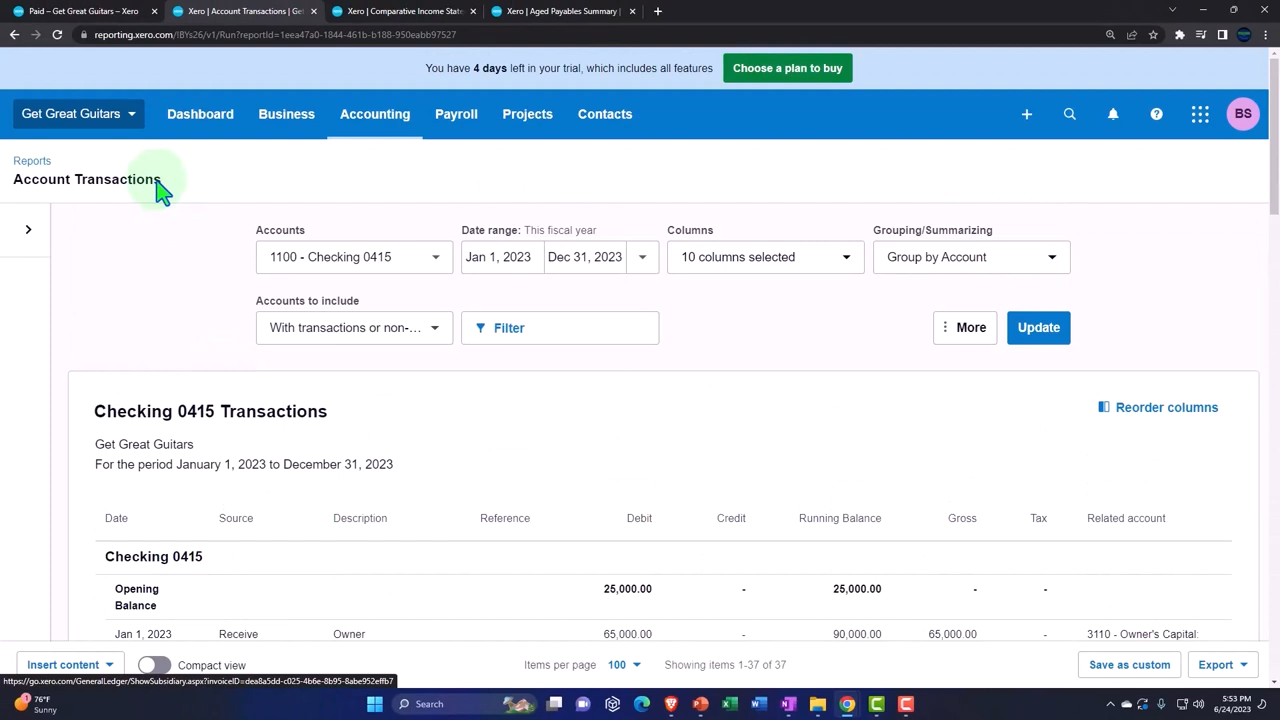 Paid – Get Great Guitars – Xero
Xero | Account Transactions | Get
Xero | Comparative Income State
Xero | Aged Payables Summary |
reporting.xero.com/IBYs26/v1/Run?reportId=1eea47a0-1844-461b-b188-950eabb97527
You have 4 days left in your trial, which includes all features
Choose a plan to buy
Get Great Guitars
Dashboard
Business
Accounting
Payroll
Projects
Contacts
BS
Reports
Account Transactions
Accounts
Date range: This fiscal year
Columns
Grouping/Summarizing
1100 - Checking 0415
Jan 1, 2023
Dec 31, 2023
10 columns selected
Group by Account
Accounts to include
With transactions or non-...
Filter
More
Update
Checking 0415 Transactions
Reorder columns
Get Great Guitars
For the period January 1, 2023 to December 31, 2023
Date Source Description Reference Debit Credit Running Balance Gross Tax Related account
Checking 0415
Opening Balance 25,000.00 - 25,000.00 - -
Jan 1, 2023 Receive Owner 65,000.00 - 90,000.00 65,000.00 - 3110 - Owner's Capital:
Insert content
Compact view
Items per page 100
Showing items 1-37 of 37
Save as custom
Export
https://go.xero.com/GeneralLedger/ShowSubsidiary.aspx?invoiceID=dea8a5dd-c025-4b6e-8b95-8abe952effb7
76°F
Sunny
Search
5:53 PM
6/24/2023